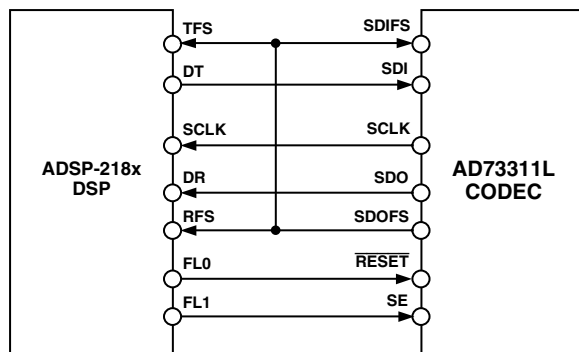 TFS SDIFS
DT SDI
SCLK SCLK
ADSP-218x
DSP
AD73311L
CODEC
DR SDO
RFS SDOFS
FL0 RESET
FL1 SE